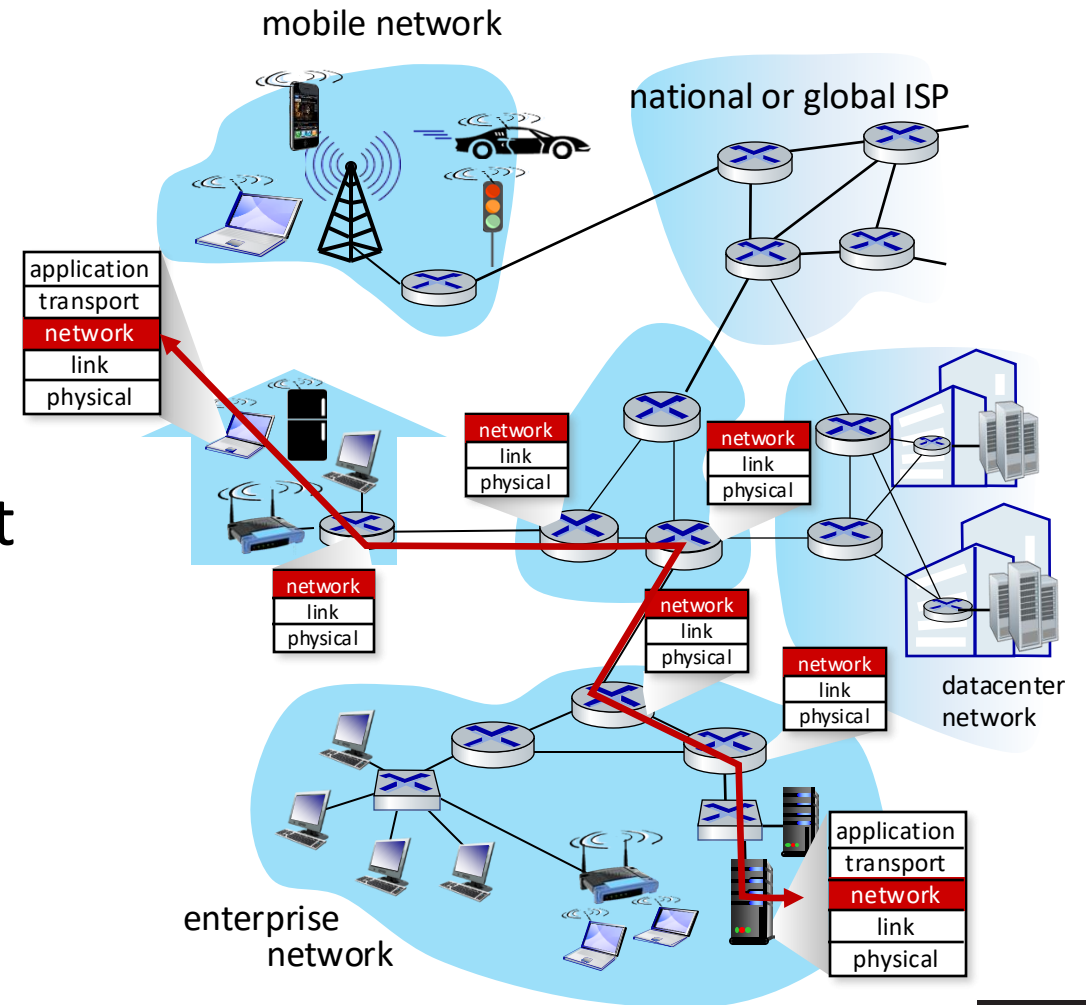 mobile network
national or global ISP
application
transport
network
link
physical
network
link
physical
network
link
physical
t
network
link
physical
network
link
physical
network
link
physical
datacenter
network
application
transport
network
link
physical
enterprise
network